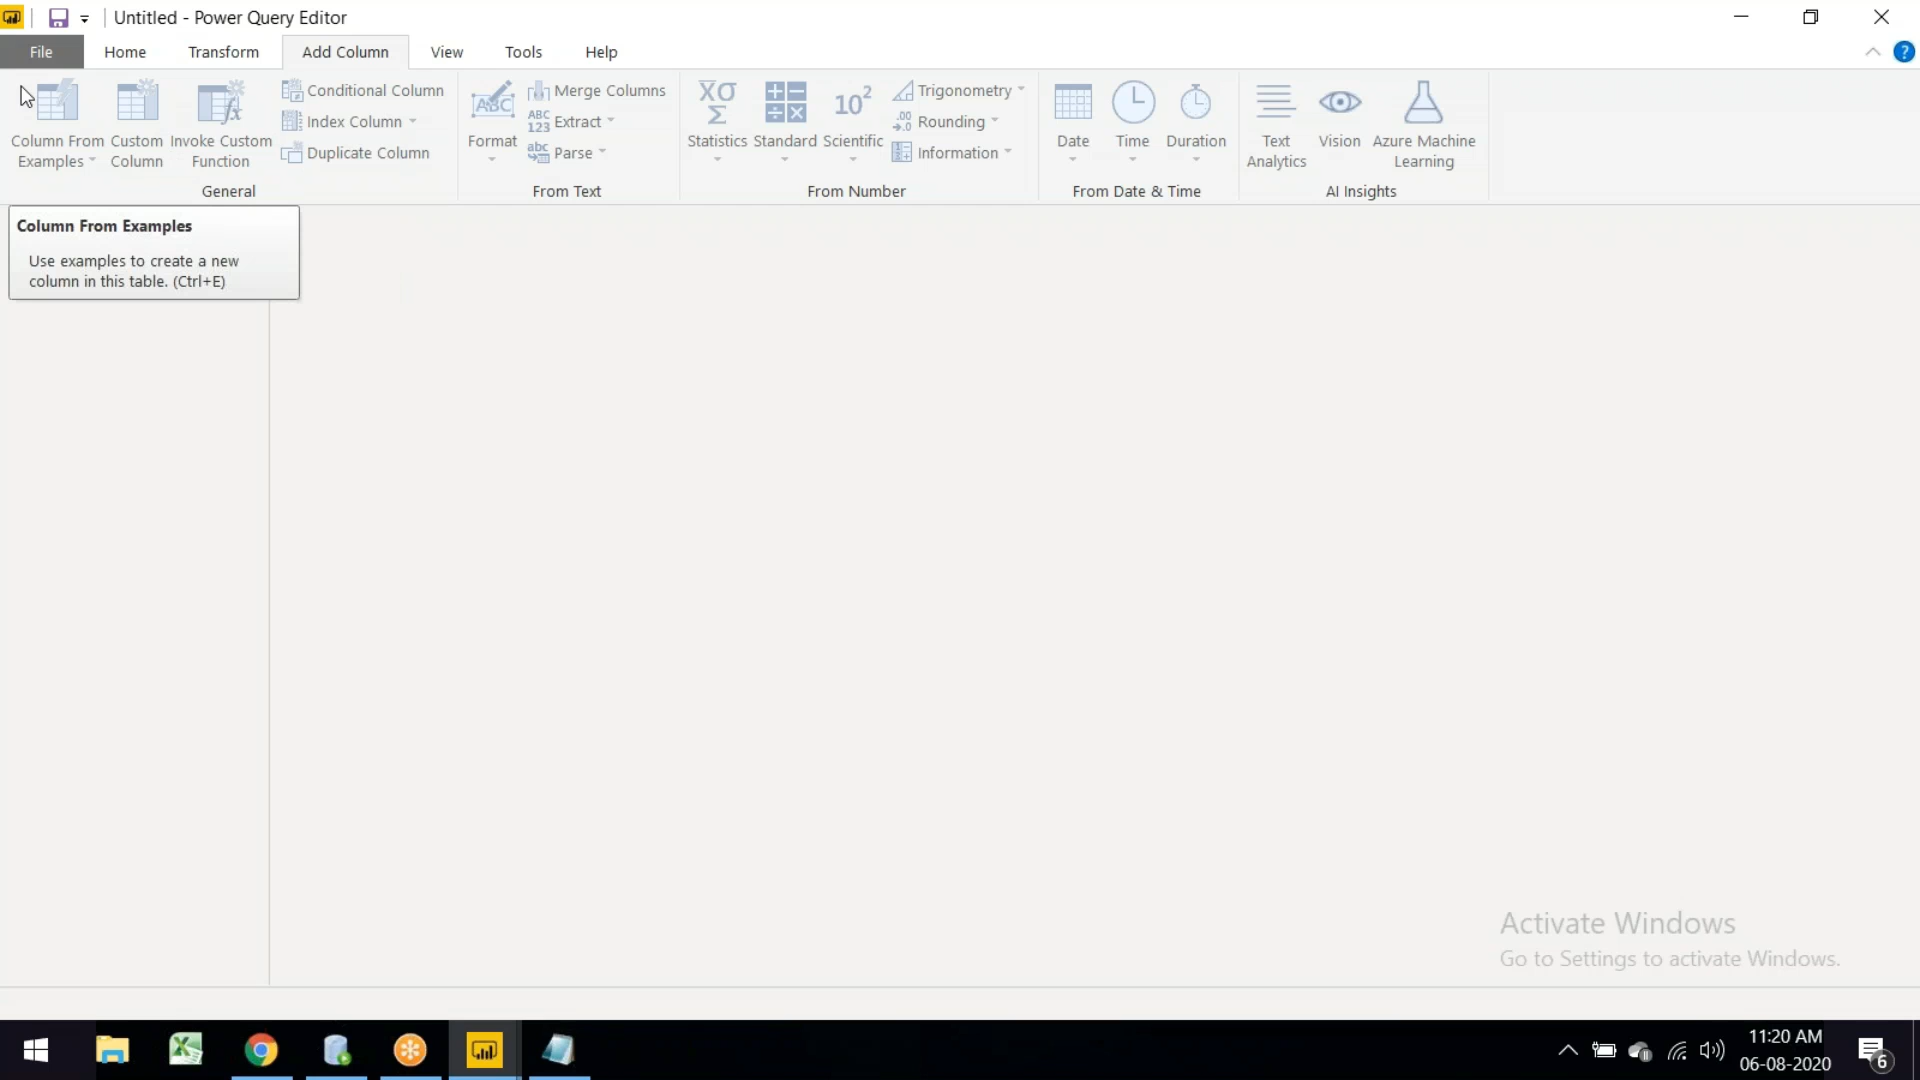 Untitled - Power Query Editor
File Home Transform Add Column View Tools Help
Column From Examples
Custom Column
Invoke Custom Function
Conditional Column
Index Column
Duplicate Column
General
Format
Merge Columns
Extract
Parse
From Text
Statistics
Standard
Scientific
Trigonometry
Rounding
Information
From Number
Date
Time
Duration
From Date & Time
Text Analytics
Vision
Azure Machine Learning
AI Insights
Column From Examples
Use examples to create a new
column in this table. (Ctrl+E)
Activate Windows
Go to Settings to activate Windows.
11:20 AM
06-08-2020
6